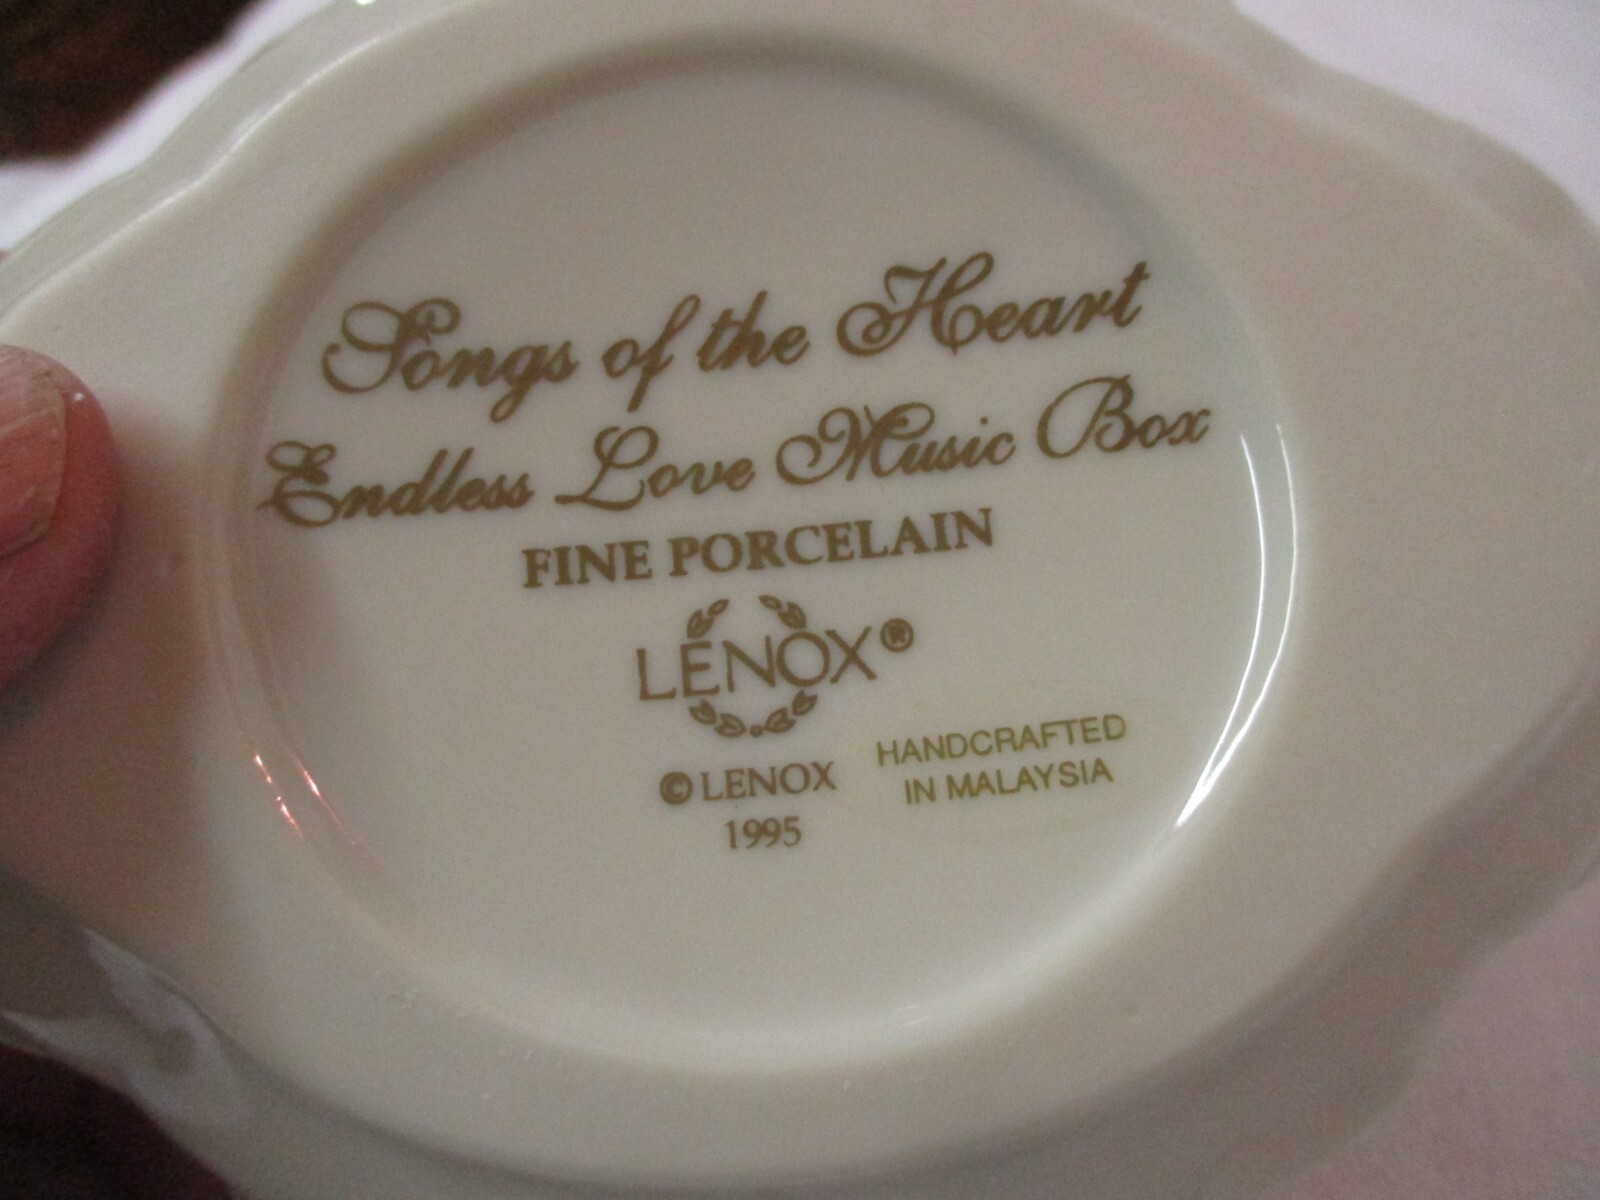 Songs of the Heart
Endless Love Music Box
FINE PORCELAIN
LENOX®
© LENOX
1995
HANDCRAFTED
IN MALAYSIA